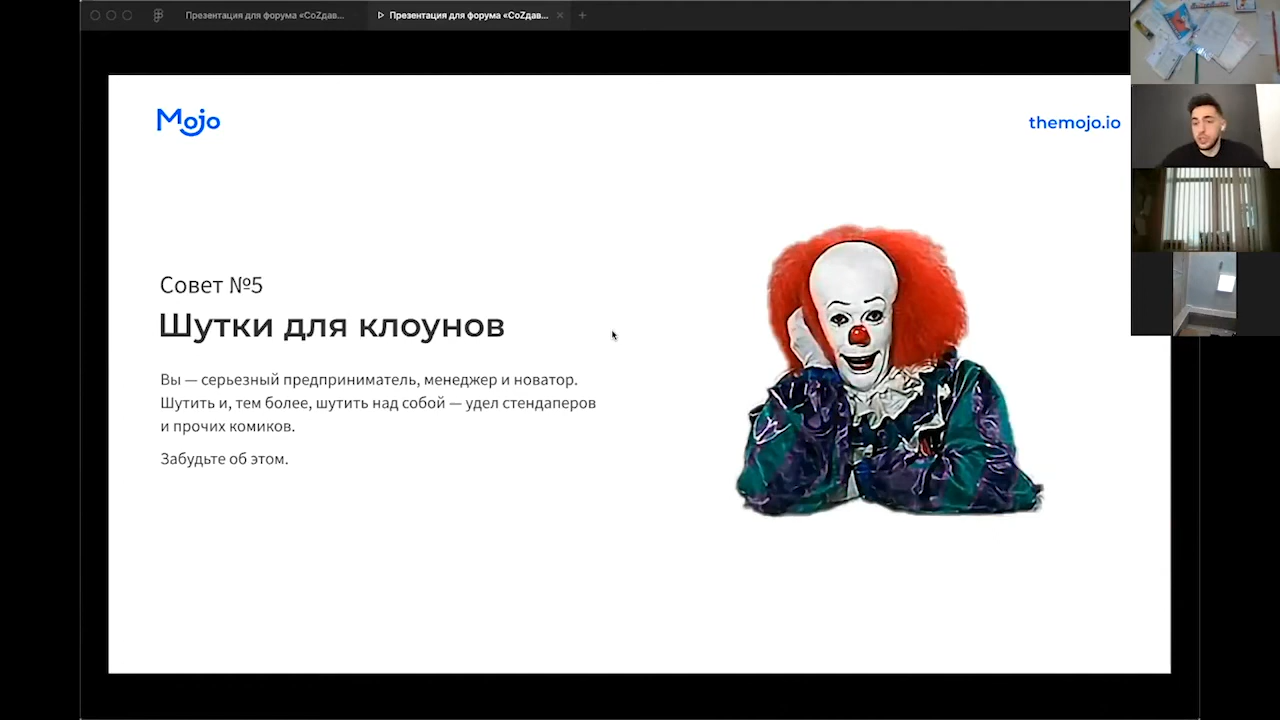 Презентация для форума «CoZдав...
Презентация для форума «CoZдав...
Mojo
themojo.io
Совет №5
Шутки для клоунов
Вы — серьезный предприниматель, менеджер и новатор.
Шутить и, тем более, шутить над собой — удел стендаперов
и прочих комиков.
Забудьте об этом.